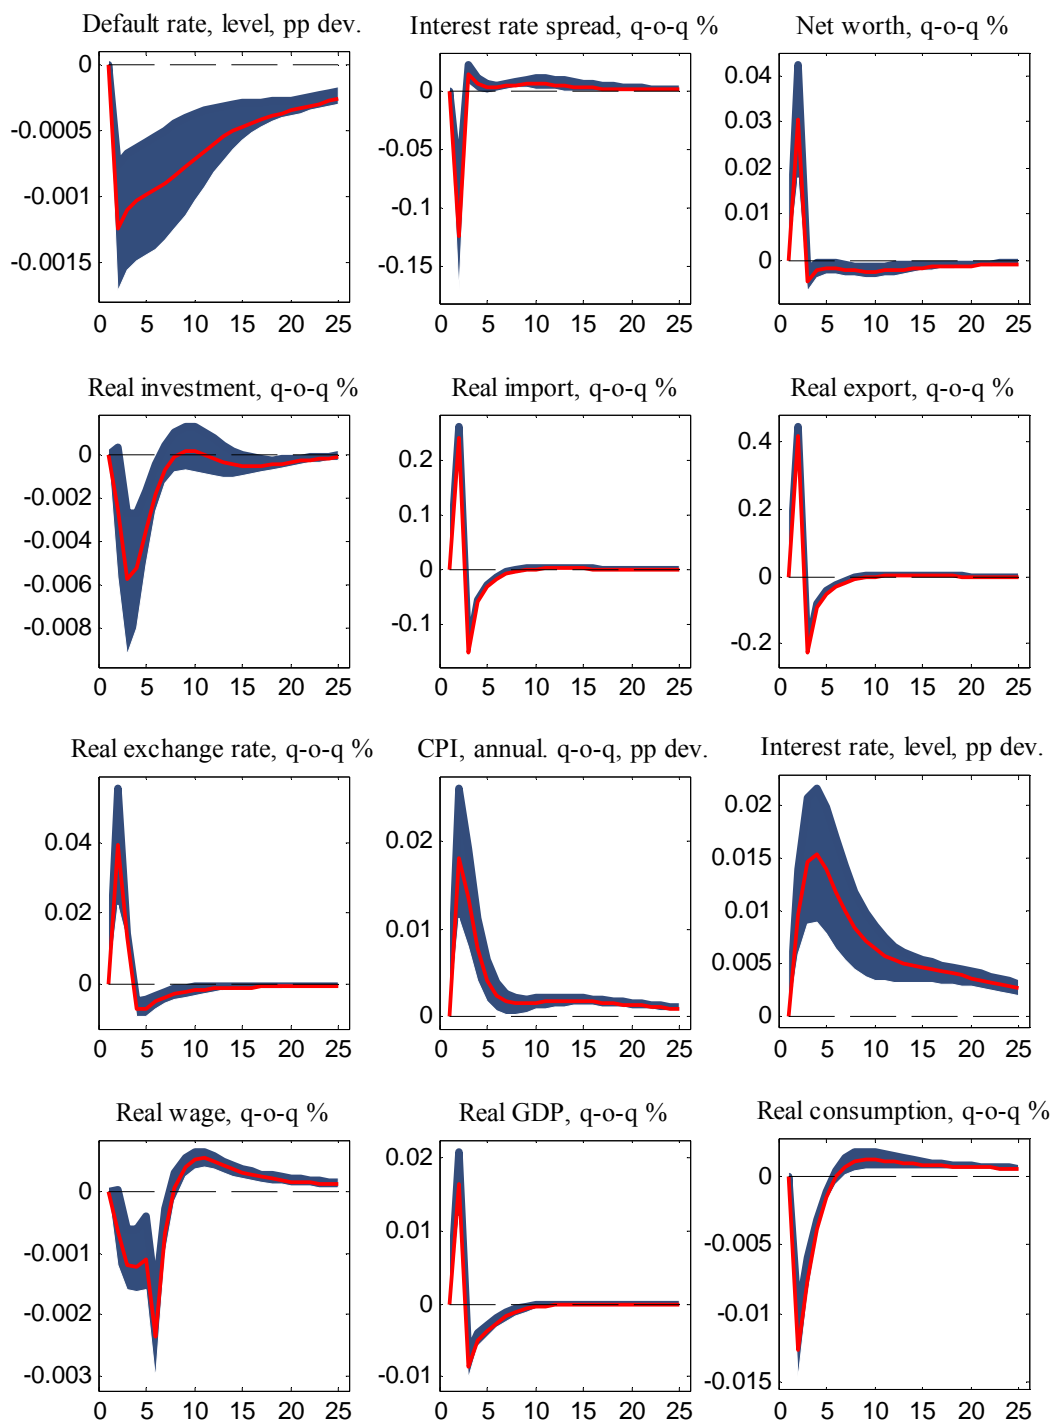 Default rate, level, pp dev.
Interest rate spread, q-o-q %
Net worth, q-o-q %
0
-0.0005
-0.001
-0.0015
0 5 10 15 20 25
0
-0.05
-0.1
-0.15
0 5 10 15 20 25
0.04
0.03
0.02
0.01
0
0 5 10 15 20 25
Real investment, q-o-q %
Real import, q-o-q %
Real export, q-o-q %
0
-0.002
-0.004
-0.006
-0.008
0 5 10 15 20 25
0.2
0.1
0
-0.1
0 5 10 15 20 25
0.4
0.2
0
-0.2
0 5 10 15 20 25
Real exchange rate, q-o-q %
CPI, annual. q-o-q, pp dev.
Interest rate, level, pp dev.
0.04
0.02
0
0 5 10 15 20 25
0.02
0.01
0
0 5 10 15 20 25
0.02
0.015
0.01
0.005
0
0 5 10 15 20 25
Real wage, q-o-q %
Real GDP, q-o-q %
Real consumption, q-o-q %
0
-0.001
-0.002
-0.003
0 5 10 15 20 25
0.02
0.01
0
-0.01
0 5 10 15 20 25
0
-0.005
-0.01
-0.015
0 5 10 15 20 25